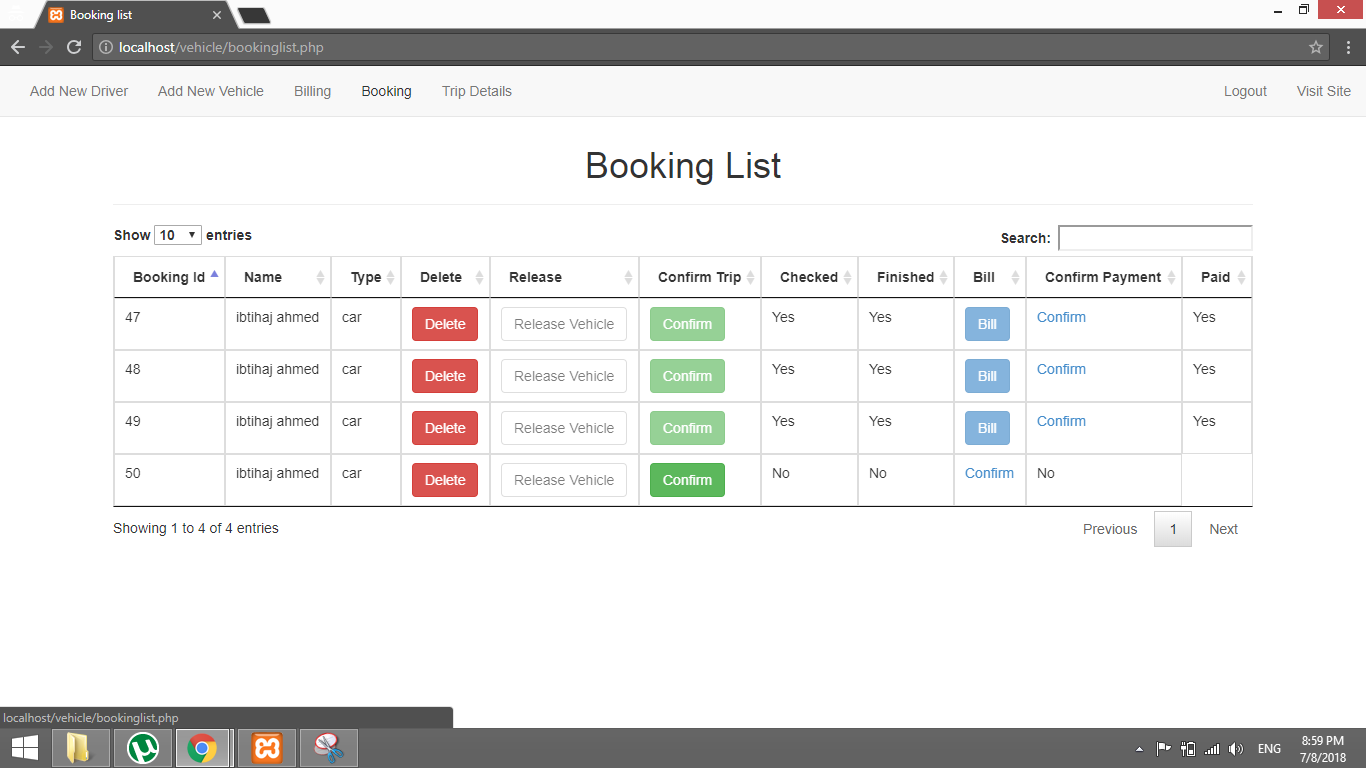 Booking list
localhost/vehicle/bookinglist.php
Add New Driver Add New Vehicle Billing Booking Trip Details Logout Visit Site
Booking List
Show 10 entries Search:
Booking Id Name Type Delete Release Confirm Trip Checked Finished Bill Confirm Payment Paid
47 ibtihaj ahmed car Delete Release Vehicle Confirm Yes Yes Bill Confirm Yes
48 ibtihaj ahmed car Delete Release Vehicle Confirm Yes Yes Bill Confirm Yes
49 ibtihaj ahmed car Delete Release Vehicle Confirm Yes Yes Bill Confirm Yes
50 ibtihaj ahmed car Delete Release Vehicle Confirm No No Confirm No
Showing 1 to 4 of 4 entries Previous 1 Next
localhost/vehicle/bookinglist.php
ENG 8:59 PM
7/8/2018